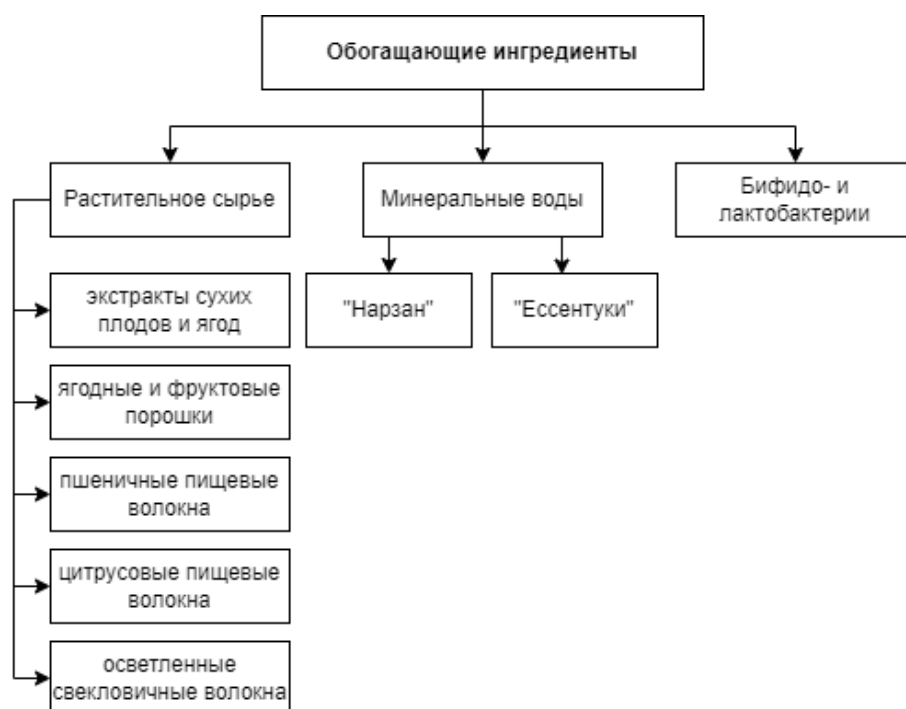 Обогащающие ингредиенты
Растительное сырье
Минеральные воды
Бифидо- и
лактобактерии
экстракты сухих
плодов и ягод
"Нарзан"
"Ессентуки"
ягодные и фруктовые
порошки
пшеничные пищевые
волокна
цитрусовые пищевые
волокна
осветленные
свекловичные волокна